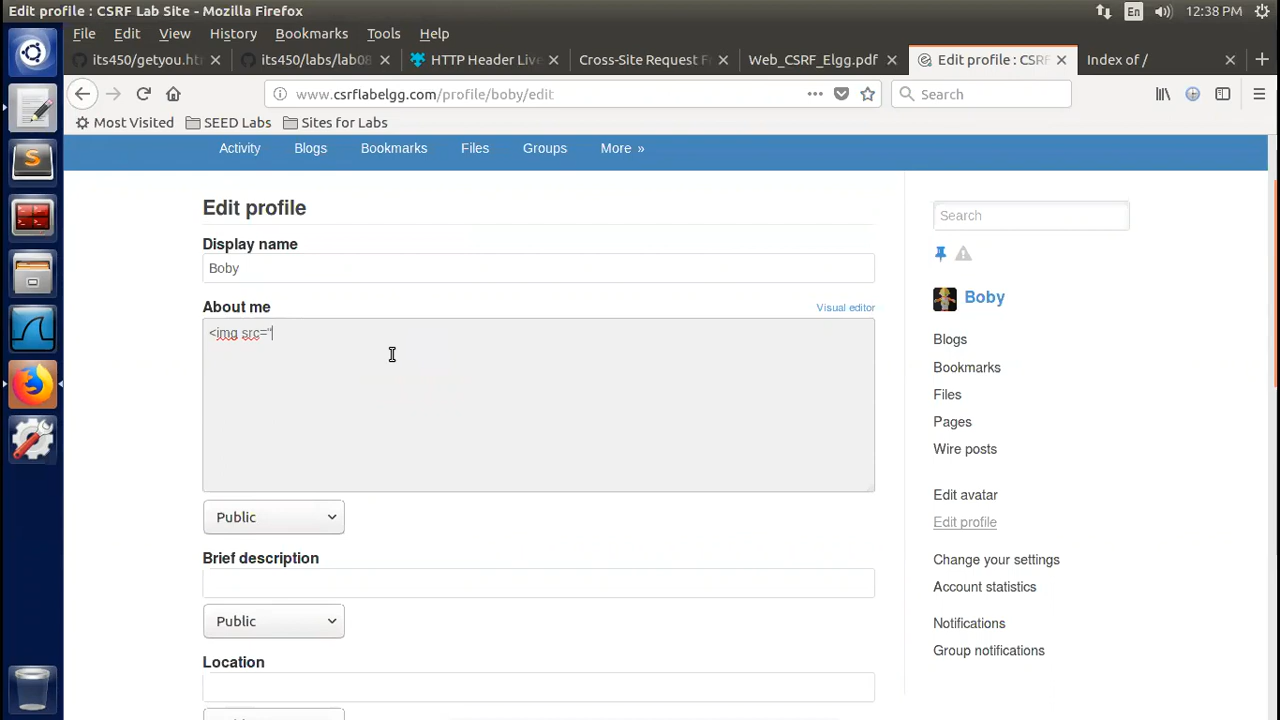 Edit profile : CSRF Lab Site - Mozilla Firefox
En
12:38 PM
File Edit View History Bookmarks Tools Help
its450/getyou.ht
its450/labs/lab08
HTTP Header Live
Cross-Site Request F
Web_CSRF_Elgg.pdf
Edit profile : CSRF
Index of /
www.csrflabelgg.com/profile/boby/edit
Search
Most Visited
SEED Labs
Sites for Labs
Activity Blogs Bookmarks Files Groups More »
Edit profile
Display name
Boby
About me
Visual editor
<img src="
Public
Brief description
Public
Location
Search
Boby
Blogs
Bookmarks
Files
Pages
Wire posts
Edit avatar
Edit profile
Change your settings
Account statistics
Notifications
Group notifications